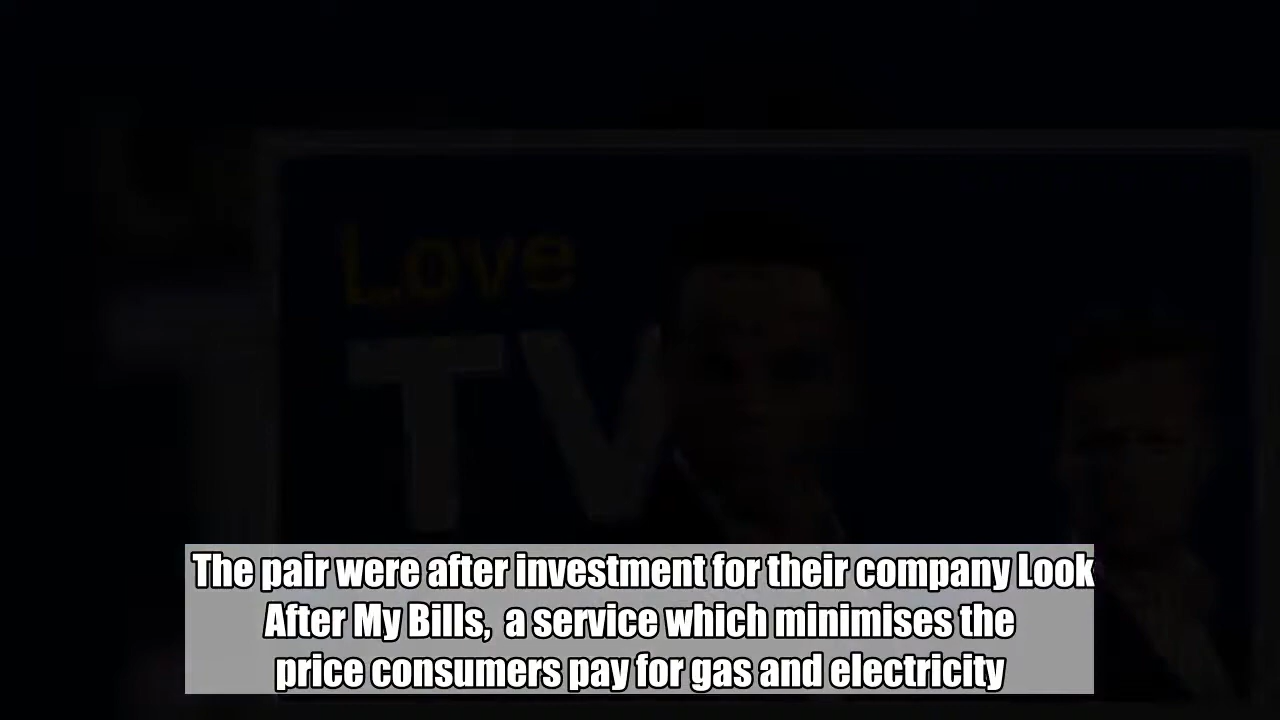 Love
TV
The pair were after investment for their company Look
After My Bills, a service which minimises the
price consumers pay for gas and electricity